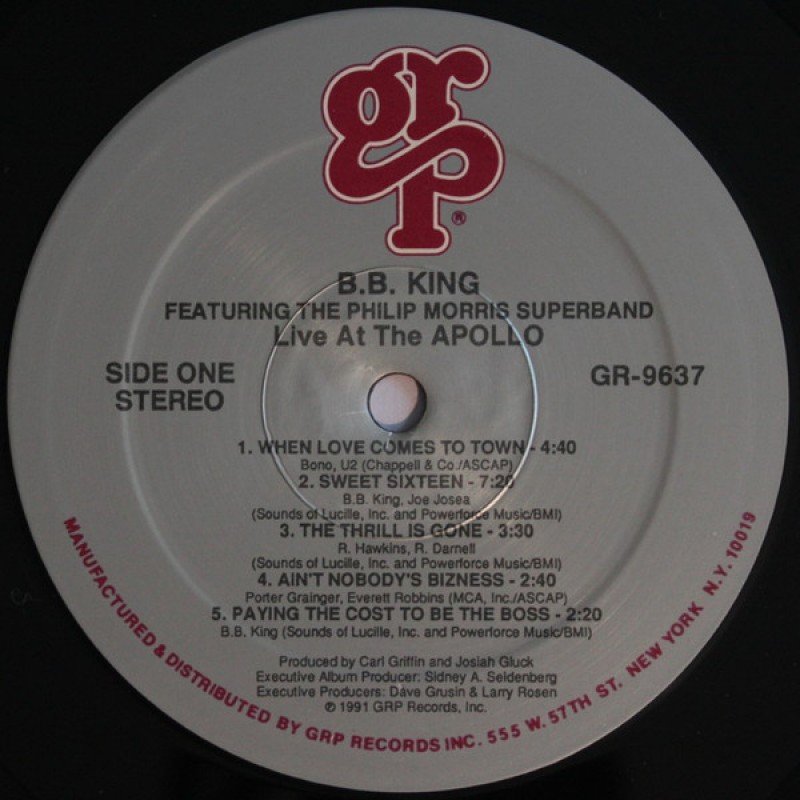 grp®
B.B. KING
FEATURING THE PHILIP MORRIS SUPERBAND
Live At The APOLLO
SIDE ONE
STEREO
GR-9637
1. WHEN LOVE COMES TO TOWN - 4:40
Bono, U2 (Chappell & Co./ASCAP)
2. SWEET SIXTEEN - 7:20
B.B. King, Joe Josea
(Sounds of Lucille, Inc. and Powerforce Music/BMI)
3. THE THRILL IS GONE - 3:30
R. Hawkins, R. Darnell
(Sounds of Lucille, Inc. and Powerforce Music/BMI)
4. AIN'T NOBODY'S BIZNESS - 2:40
Porter Grainger, Everett Robbins (MCA, Inc./ASCAP)
5. PAYING THE COST TO BE THE BOSS - 2:20
B.B. King (Sounds of Lucille, Inc. and Powerforce Music/BMI)
Produced by Carl Griffin and Josiah Gluck
Executive Album Producer: Sidney A. Seidenberg
Executive Producers: Dave Grusin & Larry Rosen
℗ 1991 GRP Records, Inc.
MANUFACTURED & DISTRIBUTED BY GRP RECORDS INC. 555 W. 57TH ST. NEW YORK N.Y. 10019